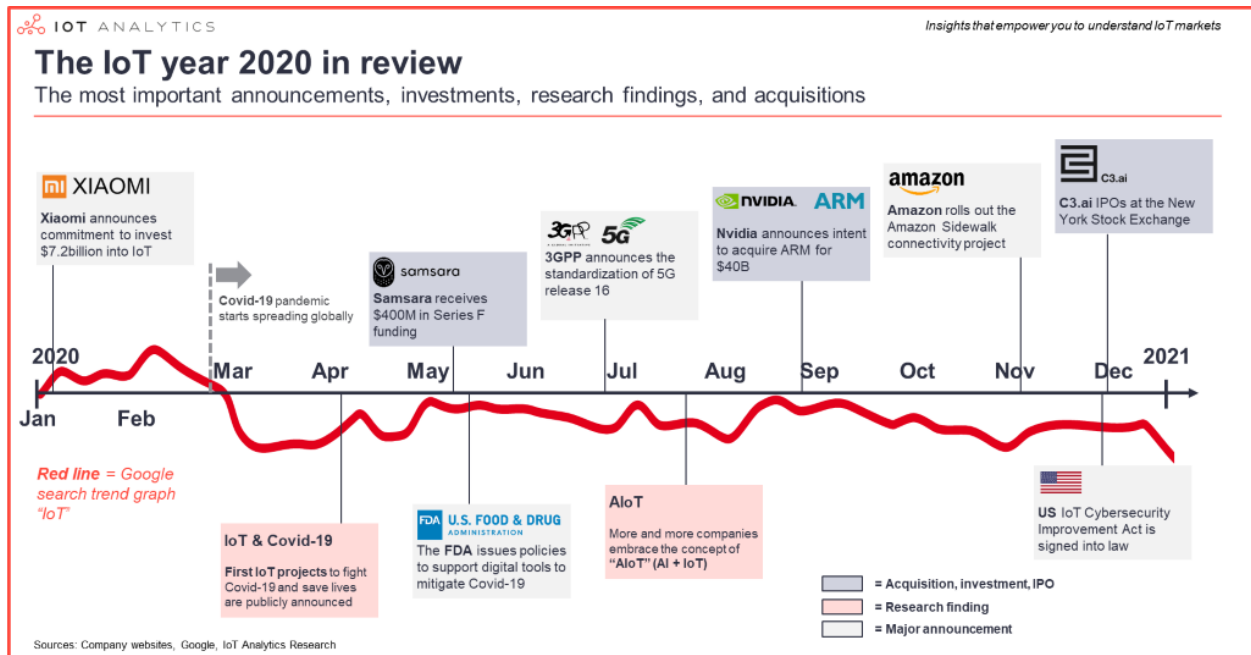 IOT ANALYTICS
Insights that empower you to understand IoT markets
The IoT year 2020 in review
The most important announcements, investments, research findings, and acquisitions
mi XIAOMI
Xiaomi announces
commitment to invest
$7.2billion into IoT
Covid-19 pandemic
starts spreading globally
samsara
Samsara receives
$400M in Series F
funding
3GPP 5G
A GLOBAL INITIATIVE
3GPP announces the
standardization of 5G
release 16
NVIDIA. ARM
Nvidia announces intent
to acquire ARM for
$40B
amazon
Amazon rolls out the
Amazon Sidewalk
connectivity project
C3.ai
C3.ai IPOs at the New
York Stock Exchange
2020
Mar Apr May Jun Jul Aug Sep Oct Nov Dec
2021
Jan Feb
Red line = Google
search trend graph
"IoT"
IoT & Covid-19
First IoT projects to fight
Covid-19 and save lives
are publicly announced
FDA U.S. FOOD & DRUG
ADMINISTRATION
The FDA issues policies
to support digital tools to
mitigate Covid-19
AIoT
More and more companies
embrace the concept of
"AIoT" (AI + IoT)
US IoT Cybersecurity
Improvement Act is
signed into law
= Acquisition, investment, IPO
= Research finding
= Major announcement
Sources: Company websites, Google, IoT Analytics Research